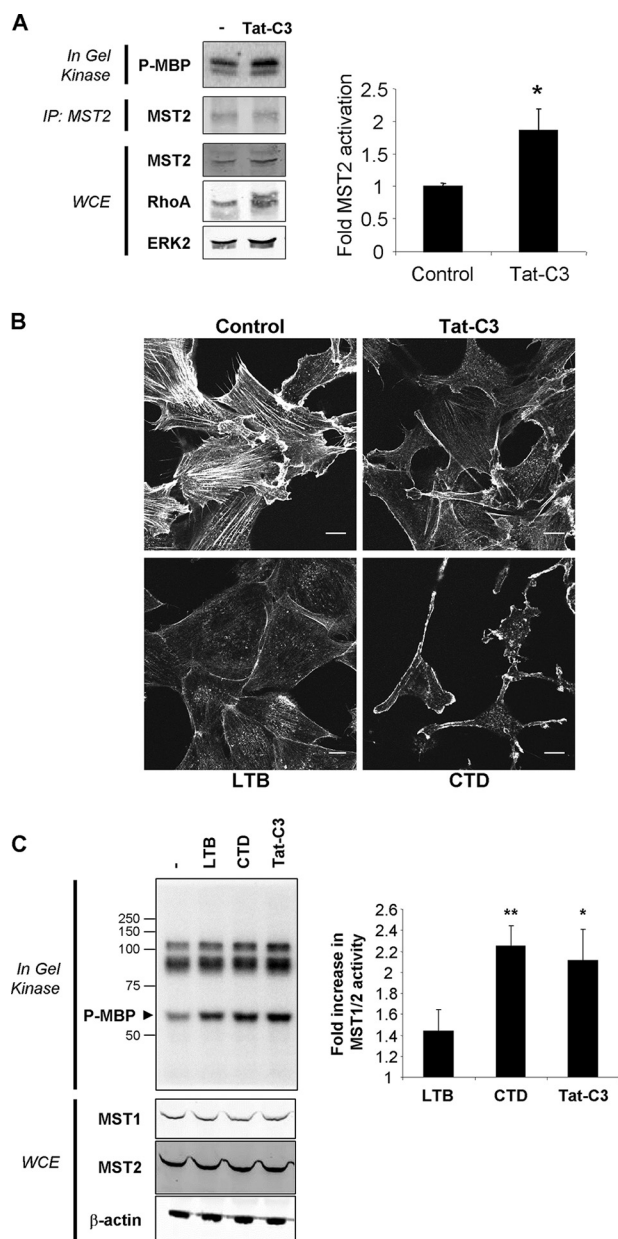 A
- Tat-C3
In Gel
Kinase
P-MBP
IP: MST2
MST2
WCE
MST2
RhoA
ERK2
Fold MST2 activation
2.5
2
1.5
1
0.5
0
*
Control
Tat-C3
B
Control
Tat-C3
LTB
CTD
C
- LTB CTD Tat-C3
In Gel
Kinase
250
150
100
75
P-MBP
50
WCE
MST1
MST2
β-actin
Fold increase in
MST1/2 activity
2.6
2.4
2.2
2
1.8
1.6
1.4
1.2
1
**
*
LTB
CTD
Tat-C3